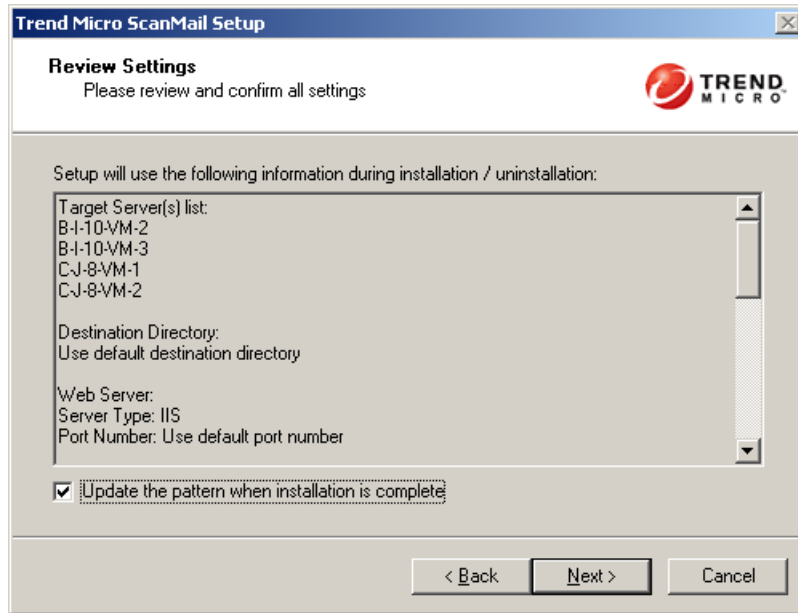 Trend Micro ScanMail Setup
Review Settings
Please review and confirm all settings
TREND
MICRO
Setup will use the following information during installation / uninstallation:
Target Server(s) list:
B-I-10-VM-2
B-I-10-VM-3
C-J-8-VM-1
C-J-8-VM-2
Destination Directory:
Use default destination directory
Web Server:
Server Type: IIS
Port Number: Use default port number
Update the pattern when installation is complete
< Back
Next >
Cancel